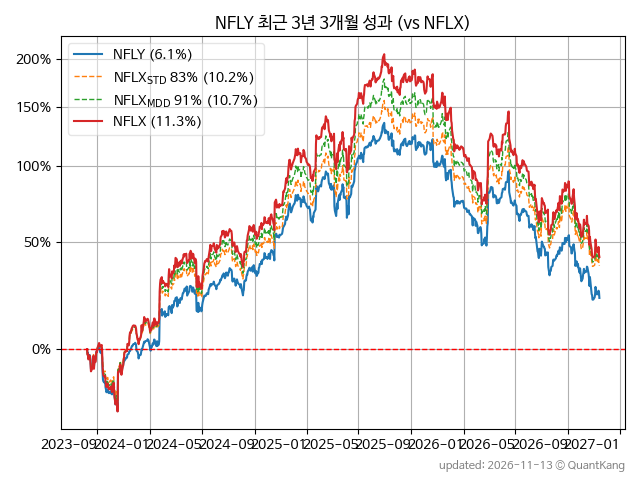 NFLY 최근 3년 3개월 성과 (vs NFLX)
NFLY (6.1%)
NFLX_STD 83% (10.2%)
NFLX_MDD 91% (10.7%)
NFLX (11.3%)
200%
150%
100%
50%
0%
2023-09 2024-01 2024-05 2024-09 2025-01 2025-05 2025-09 2026-01 2026-05 2026-09 2027-01
updated: 2026-11-13 © QuantKang